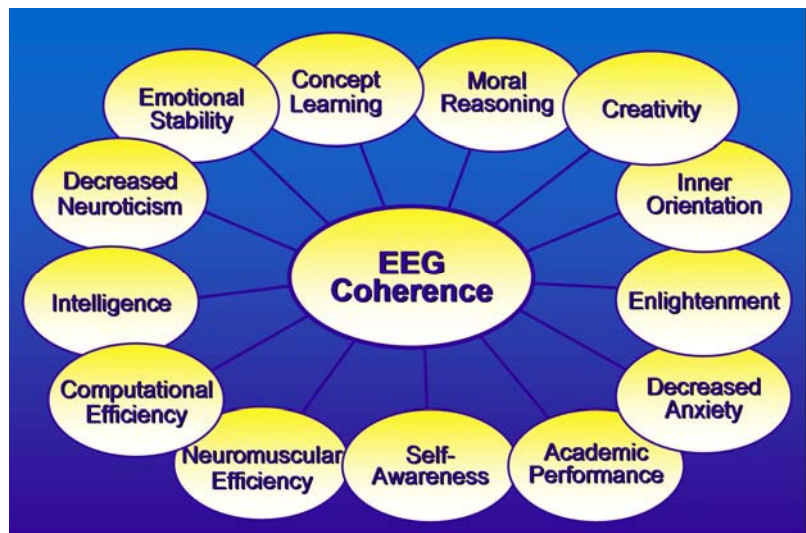 Emotional
Stability
Concept
Learning
Moral
Reasoning
Creativity
Decreased
Neuroticism
Inner
Orientation
EEG
Coherence
Intelligence
Enlightenment
Computational
Efficiency
Decreased
Anxiety
Neuromuscular
Efficiency
Self-
Awareness
Academic
Performance